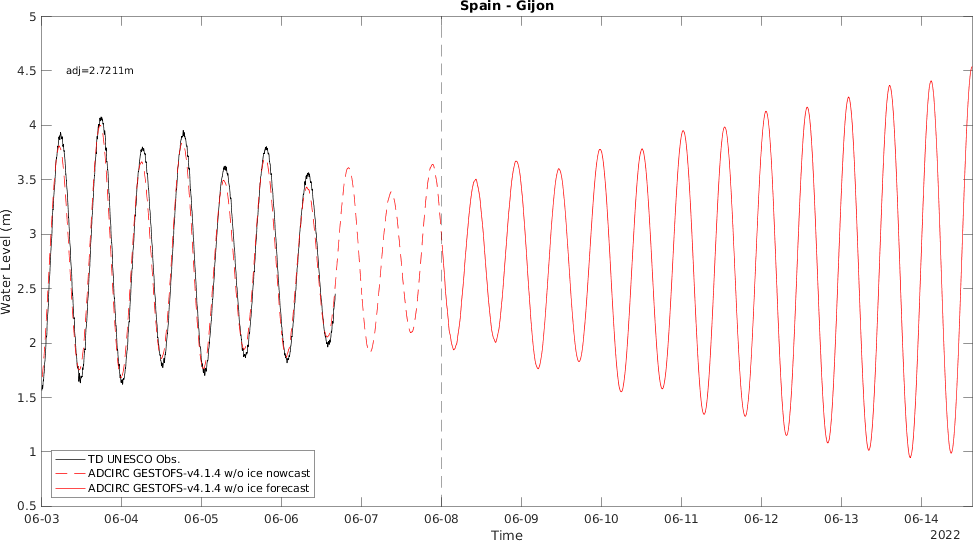 Spain - Gijon
5
4.5
4
3.5
3
2.5
2
1.5
1
0.5
Water Level (m)
adj=2.7211m
TD UNESCO Obs.
ADCIRC GESTOFS-v4.1.4 w/o ice nowcast
ADCIRC GESTOFS-v4.1.4 w/o ice forecast
06-03 06-04 06-05 06-06 06-07 06-08 06-09 06-10 06-11 06-12 06-13 06-14
Time
2022